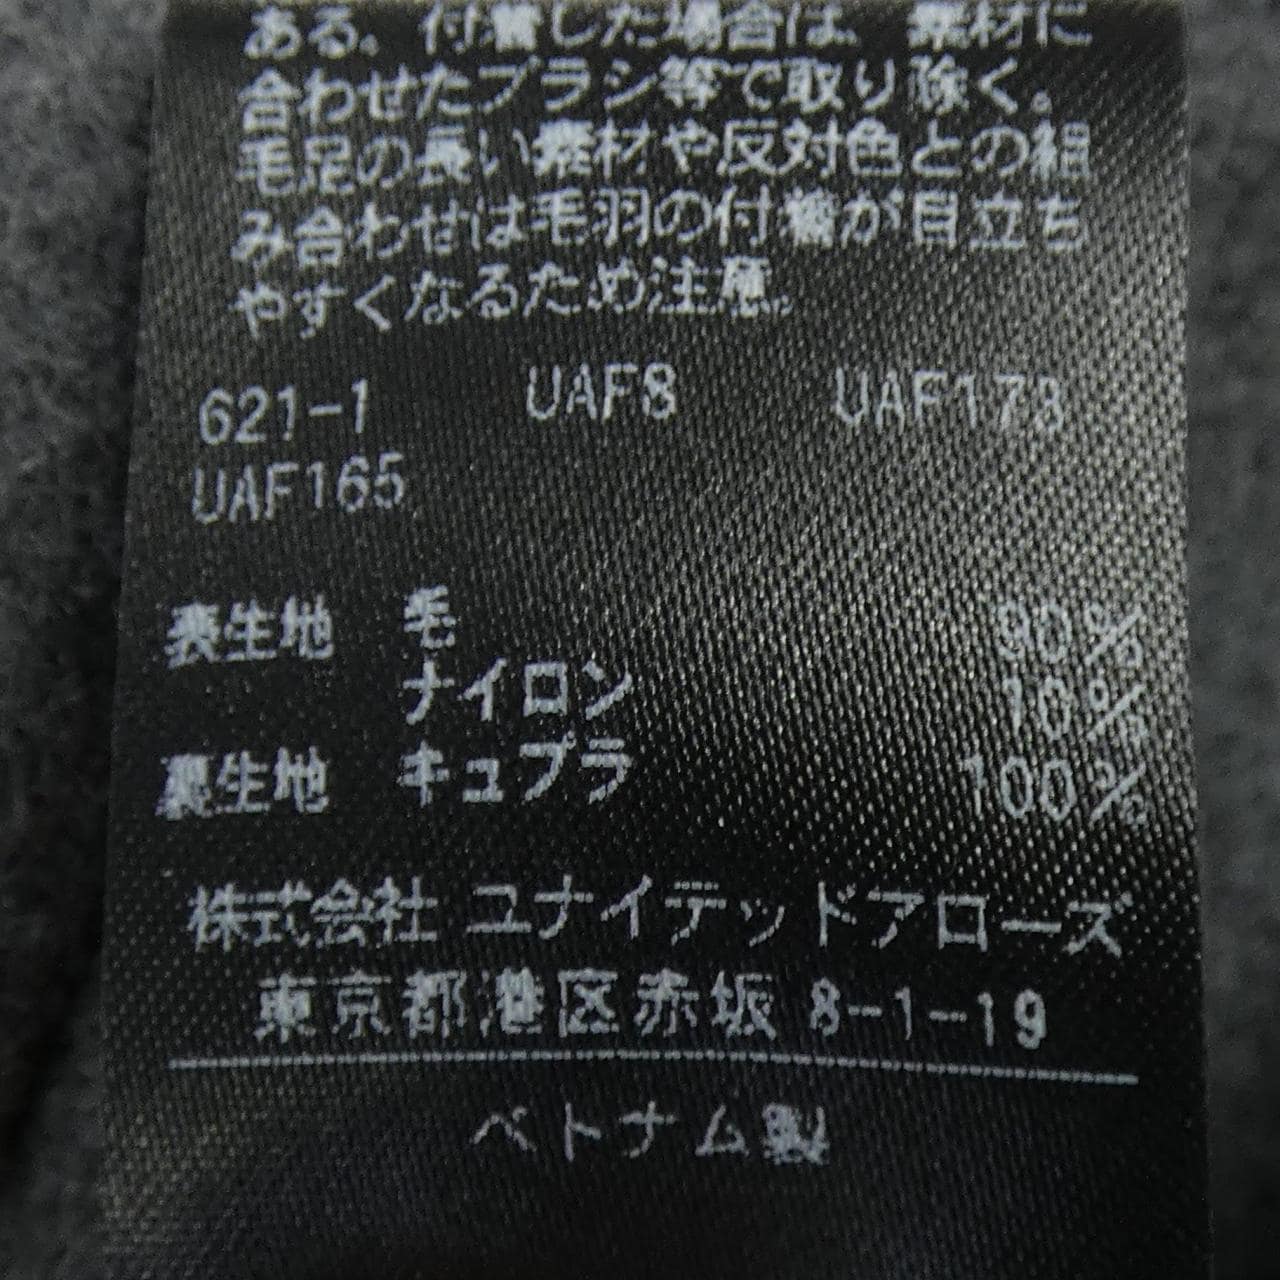 ある。付着した場合は、素材に
合わせたブラシ等で取り除く。
毛足の長い素材や反対色との組
み合わせは毛羽の付着が目立ち
やすくなるため注意。
621-1 UAF8 UAF173
UAF165
表生地 毛 90%
ナイロン 10%
裏生地 キュプラ 100%
株式会社 ユナイテッドアローズ
東京都港区赤坂 8-1-19
ベトナム製